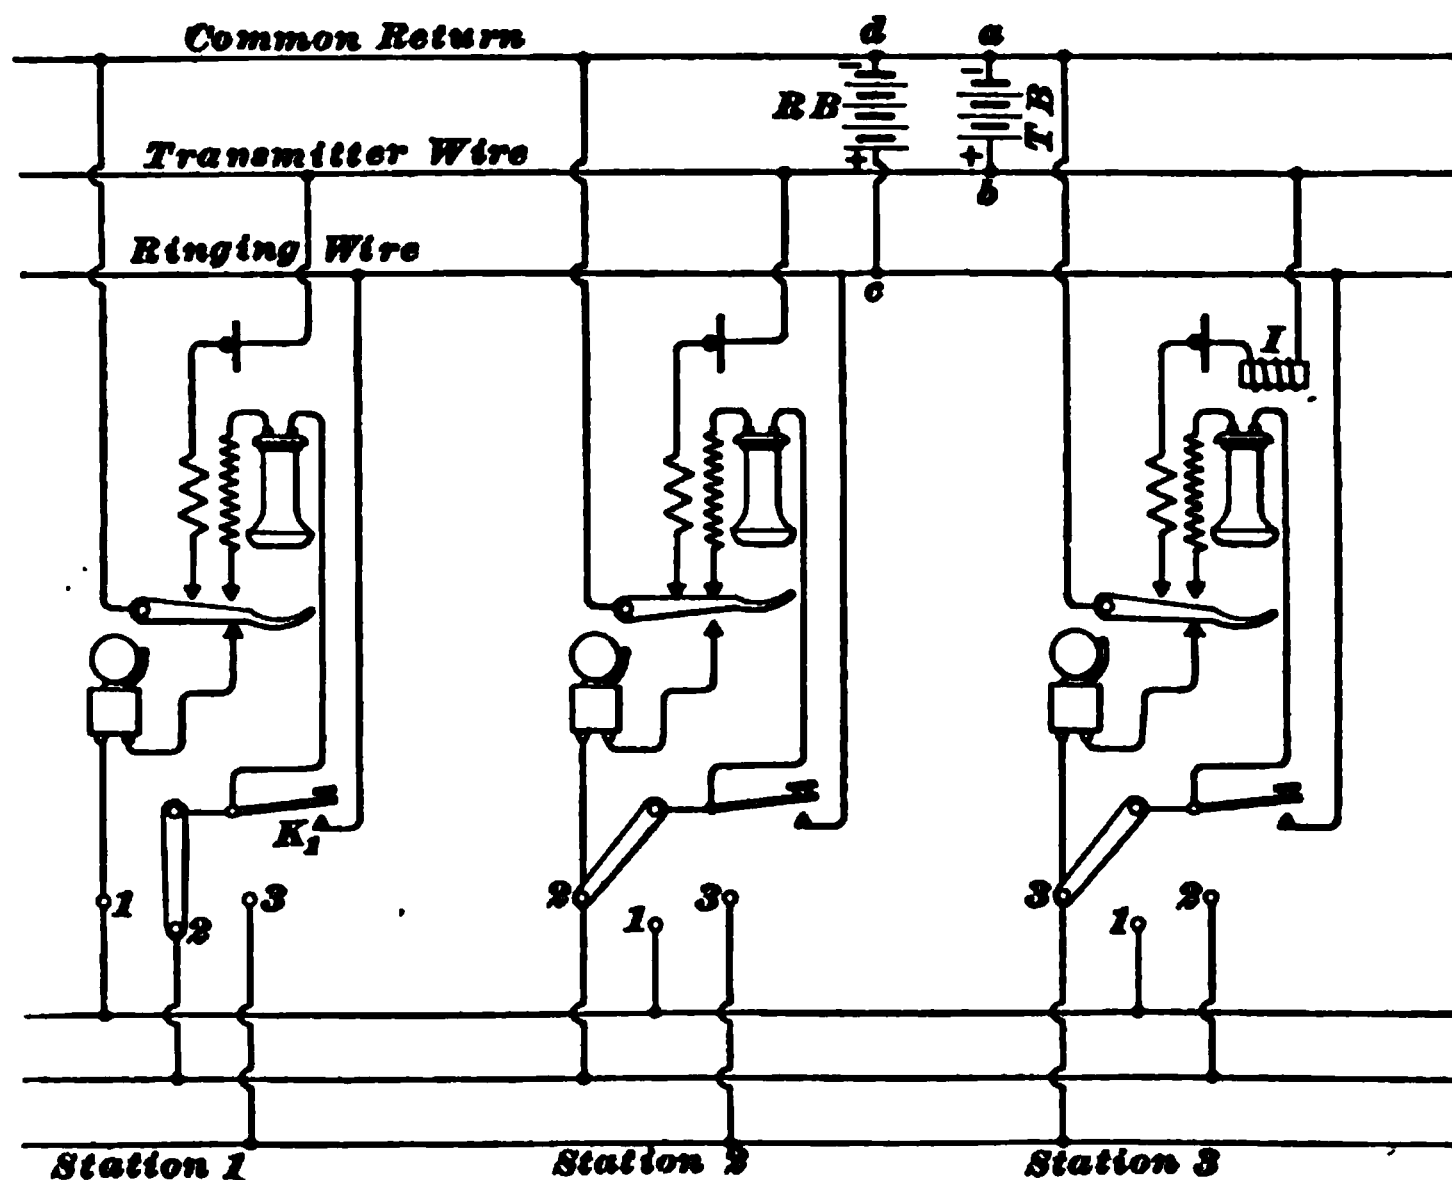 Common Return
d
a
RB
TB
−
−
+
+
Transmitter Wire
b
Ringing Wire
c
I
K1
1
2
3
2
1
3
3
1
2
Station 1
Station 2
Station 3